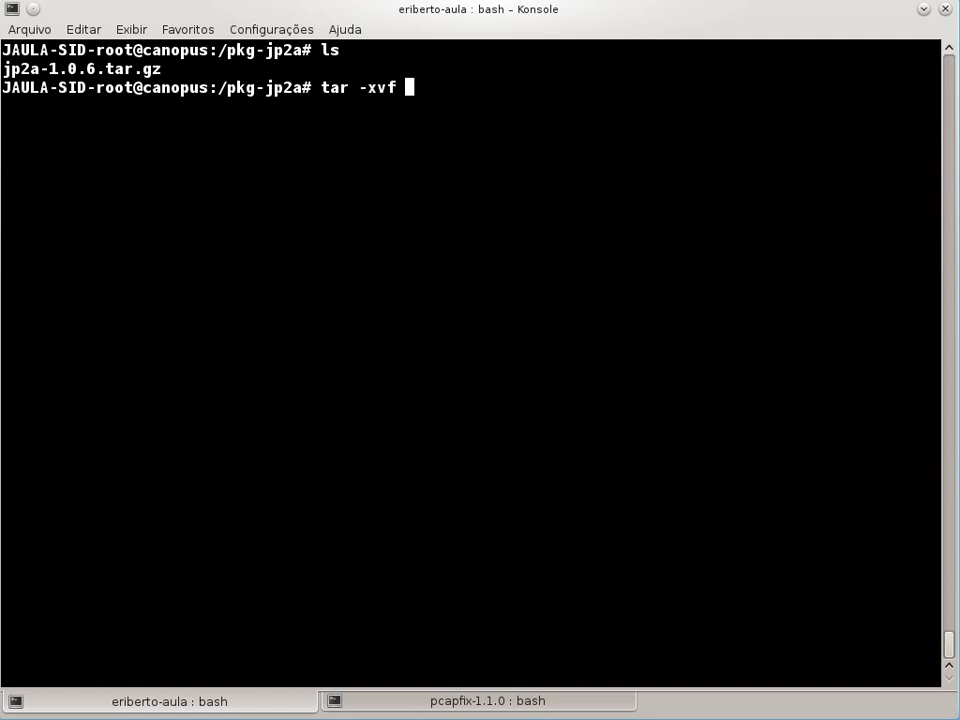 eriberto-aula : bash – Konsole
Arquivo Editar Exibir Favoritos Configurações Ajuda
JAULA-SID-root@canopus:/pkg-jp2a# ls
jp2a-1.0.6.tar.gz
JAULA-SID-root@canopus:/pkg-jp2a# tar -xvf
eriberto-aula : bash pcapfix-1.1.0 : bash